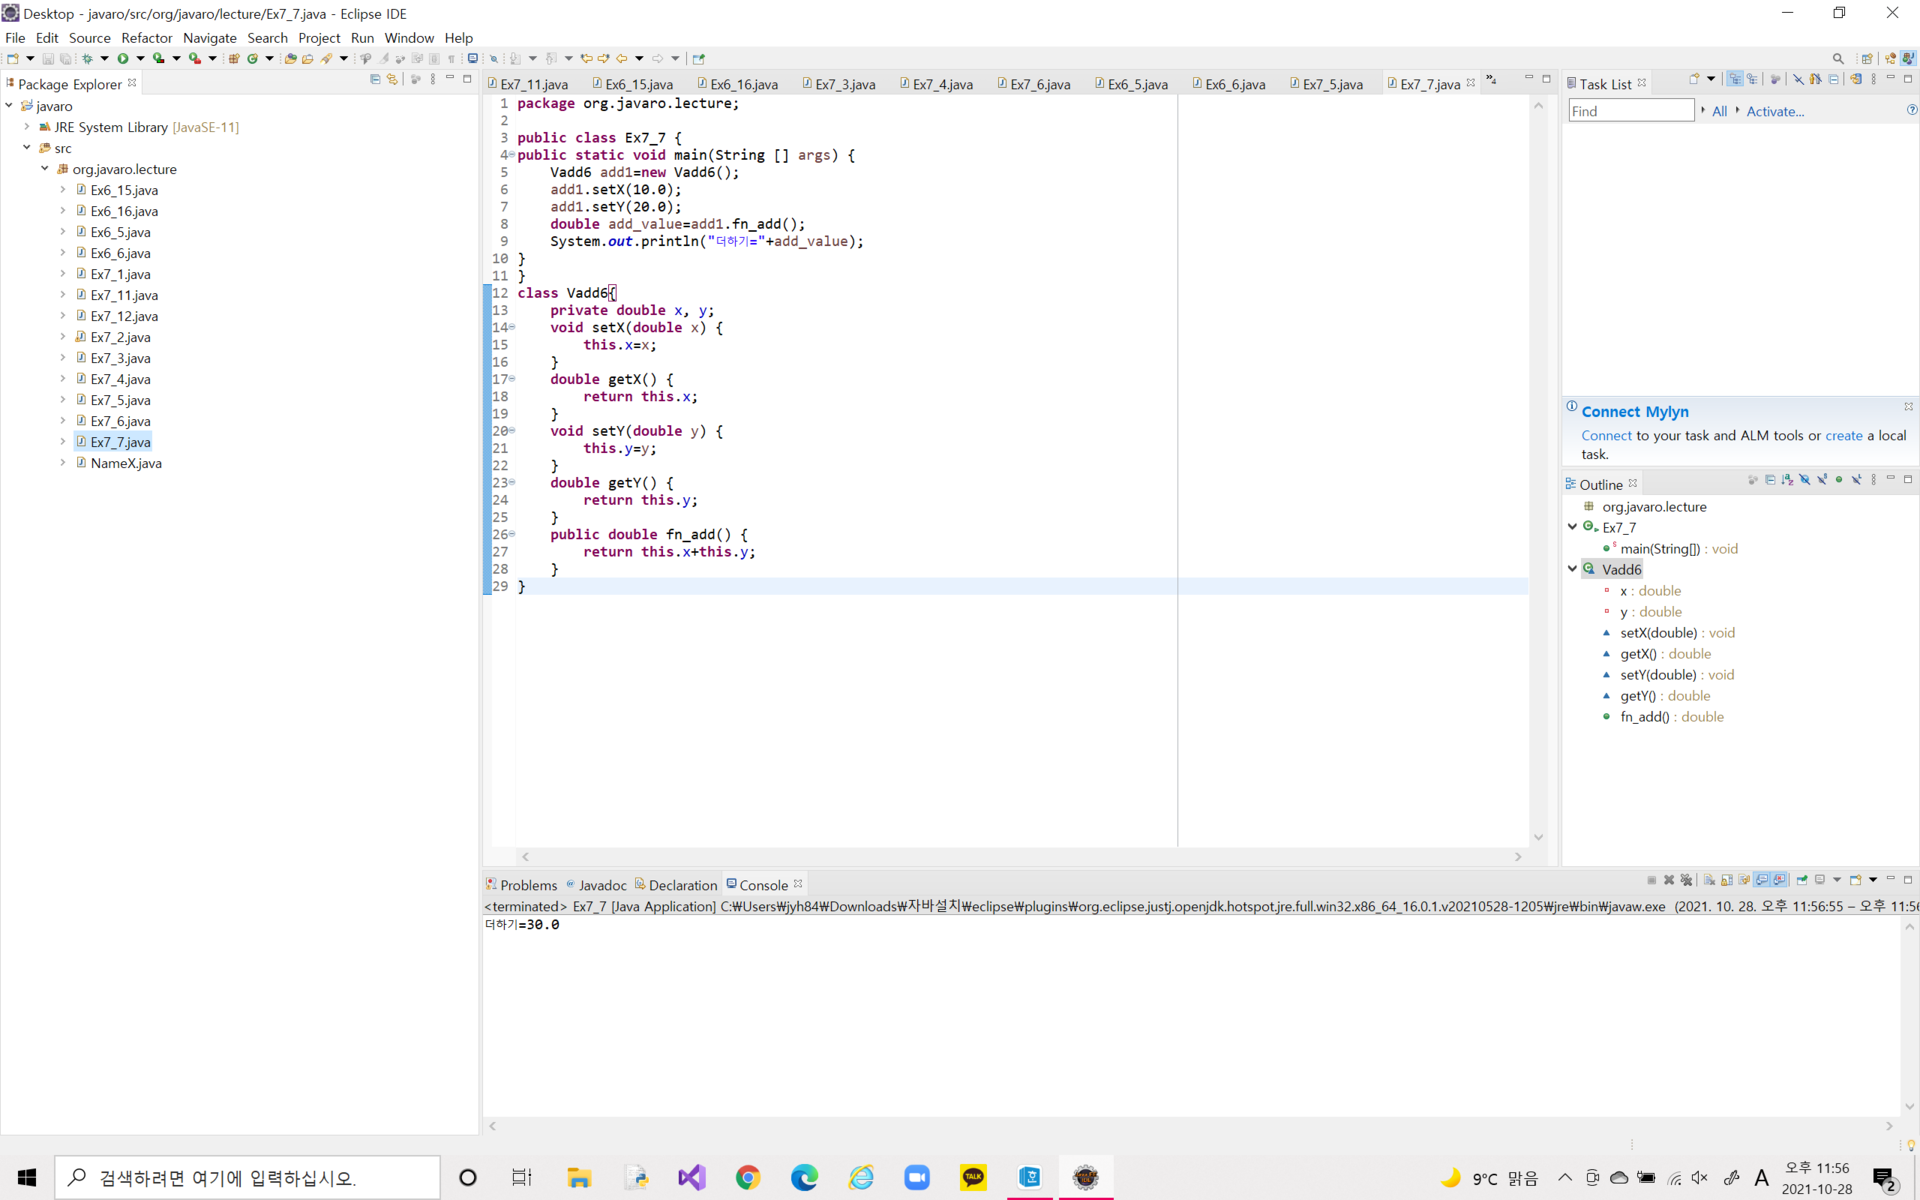 Desktop - javaro/src/org/javaro/lecture/Ex7_7.java - Eclipse IDE
File Edit Source Refactor Navigate Search Project Run Window Help
Package Explorer
javaro
JRE System Library [JavaSE-11]
src
org.javaro.lecture
Ex6_15.java
Ex6_16.java
Ex6_5.java
Ex6_6.java
Ex7_1.java
Ex7_11.java
Ex7_12.java
Ex7_2.java
Ex7_3.java
Ex7_4.java
Ex7_5.java
Ex7_6.java
Ex7_7.java
NameX.java
Ex7_11.java Ex6_15.java Ex6_16.java Ex7_3.java Ex7_4.java Ex7_6.java Ex6_5.java Ex6_6.java Ex7_5.java Ex7_7.java »4
1 package org.javaro.lecture;
2
3 public class Ex7_7 {
4 public static void main(String [] args) {
5 Vadd6 add1=new Vadd6();
6 add1.setX(10.0);
7 add1.setY(20.0);
8 double add_value=add1.fn_add();
9 System.out.println("더하기="+add_value);
10 }
11 }
12 class Vadd6{
13 private double x, y;
14 void setX(double x) {
15 this.x=x;
16 }
17 double getX() {
18 return this.x;
19 }
20 void setY(double y) {
21 this.y=y;
22 }
23 double getY() {
24 return this.y;
25 }
26 public double fn_add() {
27 return this.x+this.y;
28 }
29 }
Task List
Find All Activate...
Connect Mylyn
Connect to your task and ALM tools or create a local
task.
Outline
org.javaro.lecture
Ex7_7
main(String[]) : void
Vadd6
x : double
y : double
setX(double) : void
getX() : double
setY(double) : void
getY() : double
fn_add() : double
Problems Javadoc Declaration Console
<terminated> Ex7_7 [Java Application] C:₩Users₩jyh84₩Downloads₩자바설치₩eclipse₩plugins₩org.eclipse.justj.openjdk.hotspot.jre.full.win32.x86_64_16.0.1.v20210528-1205₩jre₩bin₩javaw.exe (2021. 10. 28. 오후 11:56:55 – 오후 11:56
더하기=30.0
검색하려면 여기에 입력하십시오.
TALK
9°C 맑음
A
오후 11:56
2021-10-28
2